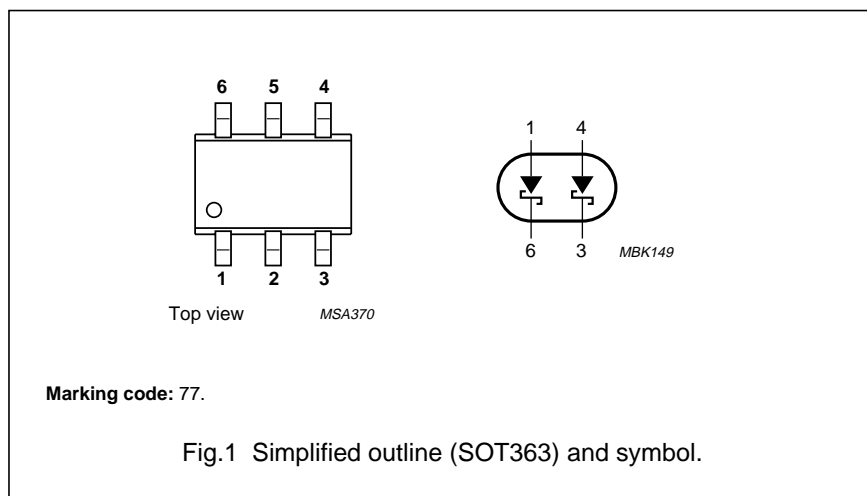 6 5 4
1 4
6 3 MBK149
1 2 3
Top view MSA370
Marking code: 77.
Fig.1 Simplified outline (SOT363) and symbol.